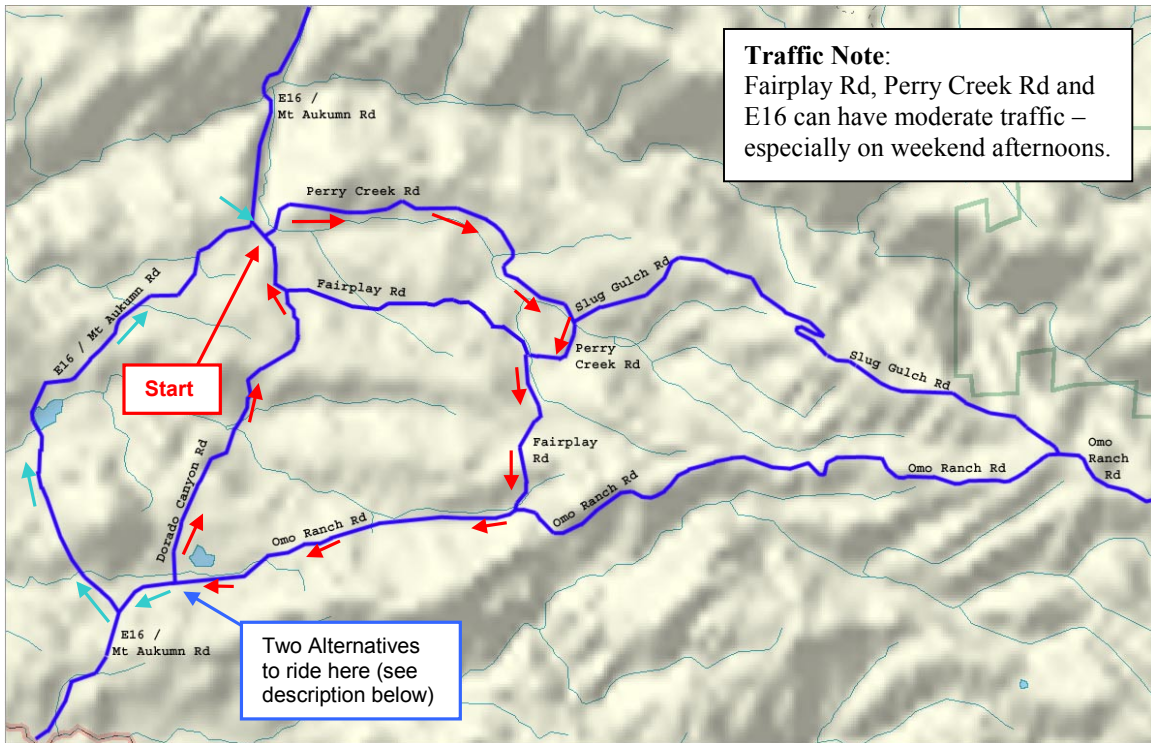 E16 /
Mt Aukumn Rd
Traffic Note:
Fairplay Rd, Perry Creek Rd and
E16 can have moderate traffic –
especially on weekend afternoons.
Perry Creek Rd
E16 / Mt Aukumn Rd
Fairplay Rd
Slug Gulch Rd
Start
Perry
Creek Rd
Slug Gulch Rd
Dorado Canyon Rd
Fairplay
Rd
Omo Ranch Rd
Omo Ranch Rd
Omo Ranch Rd
Omo
Ranch
Rd
E16 /
Mt Aukumn Rd
Two Alternatives
to ride here (see
description below)